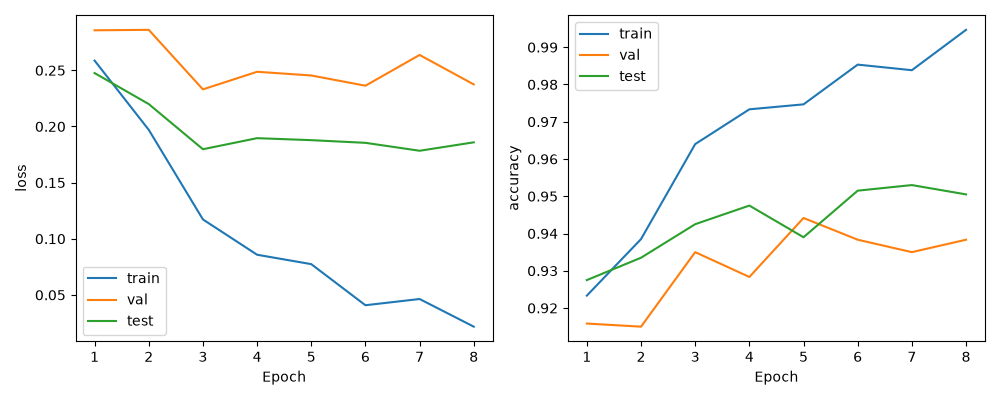 0.25
0.20
0.15
0.10
0.05
loss
train
val
test
1 2 3 4 5 6 7 8
Epoch
train
val
test
0.99
0.98
0.97
0.96
0.95
0.94
0.93
0.92
accuracy
1 2 3 4 5 6 7 8
Epoch